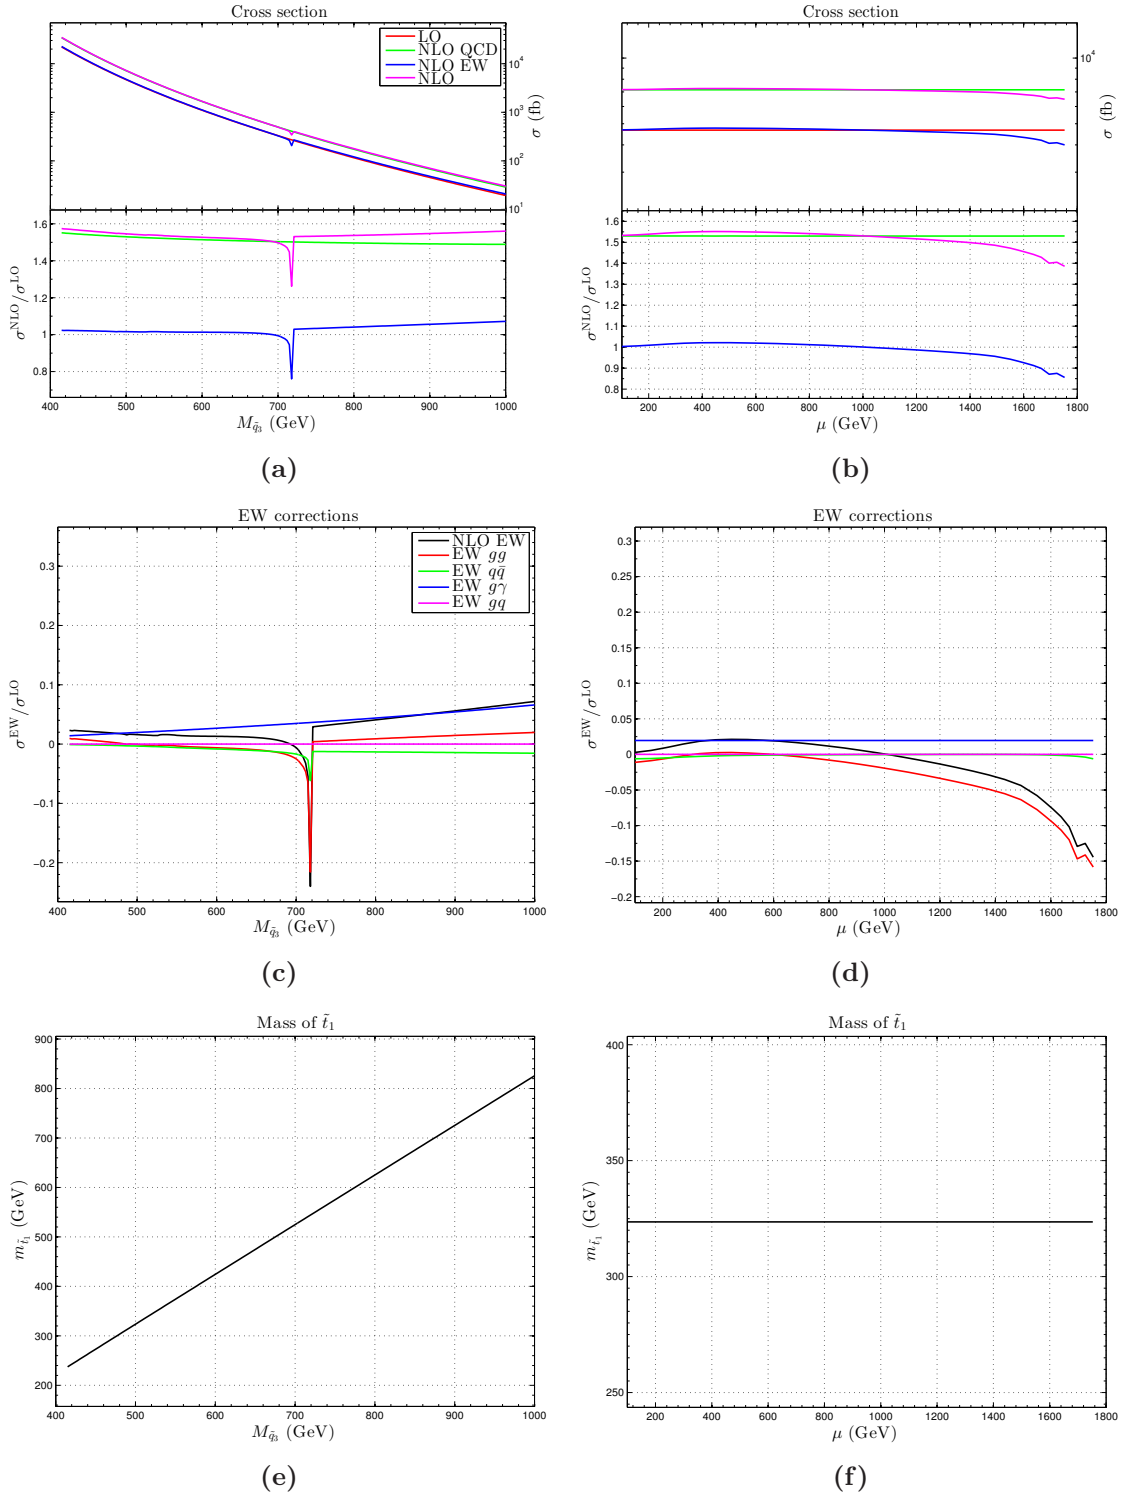 Cross section
LO
NLO QCD
NLO EW
NLO
10^4
10^3
10^2
10^1
σ (fb)
1.6
1.4
1.2
1
0.8
σ^NLO/σ^LO
400 500 600 700 800 900 1000
M_q̃3 (GeV)
(a)
Cross section
10^4
σ (fb)
1.6
1.5
1.4
1.3
1.2
1.1
1
0.9
0.8
σ^NLO/σ^LO
200 400 600 800 1000 1200 1400 1600 1800
μ (GeV)
(b)
EW corrections
NLO EW
EW gg
EW qq̄
EW gγ
EW gq
0.3
0.2
0.1
0
−0.1
−0.2
σ^EW/σ^LO
400 500 600 700 800 900 1000
M_q̃3 (GeV)
(c)
EW corrections
0.3
0.25
0.2
0.15
0.1
0.05
0
−0.05
−0.1
−0.15
−0.2
σ^EW/σ^LO
200 400 600 800 1000 1200 1400 1600 1800
μ (GeV)
(d)
Mass of t̃1
900
800
700
600
500
400
300
200
m_t̃1 (GeV)
400 500 600 700 800 900 1000
M_q̃3 (GeV)
(e)
Mass of t̃1
400
350
300
250
m_t̃1 (GeV)
200 400 600 800 1000 1200 1400 1600 1800
μ (GeV)
(f)